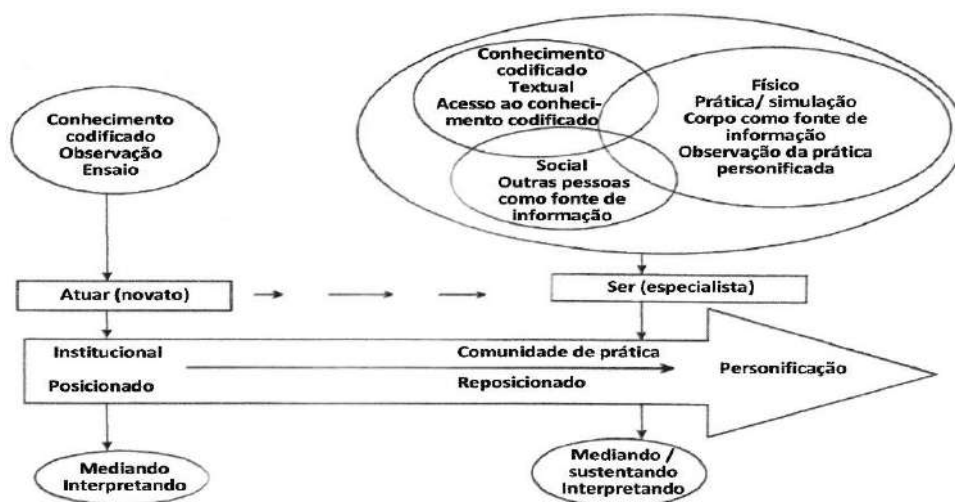 Conhecimento
codificado
Textual
Acesso ao conheci-
mento codificado
Físico
Prática/ simulação
Corpo como fonte de
informação
Observação da prática
personificada
Social
Outras pessoas
como fonte de
informação
Conhecimento
codificado
Observação
Ensaio
Atuar (novato)
Ser (especialista)
Institucional
Comunidade de prática
Personificação
Posicionado
Reposicionado
Mediando
Interpretando
Mediando /
sustentando
Interpretando